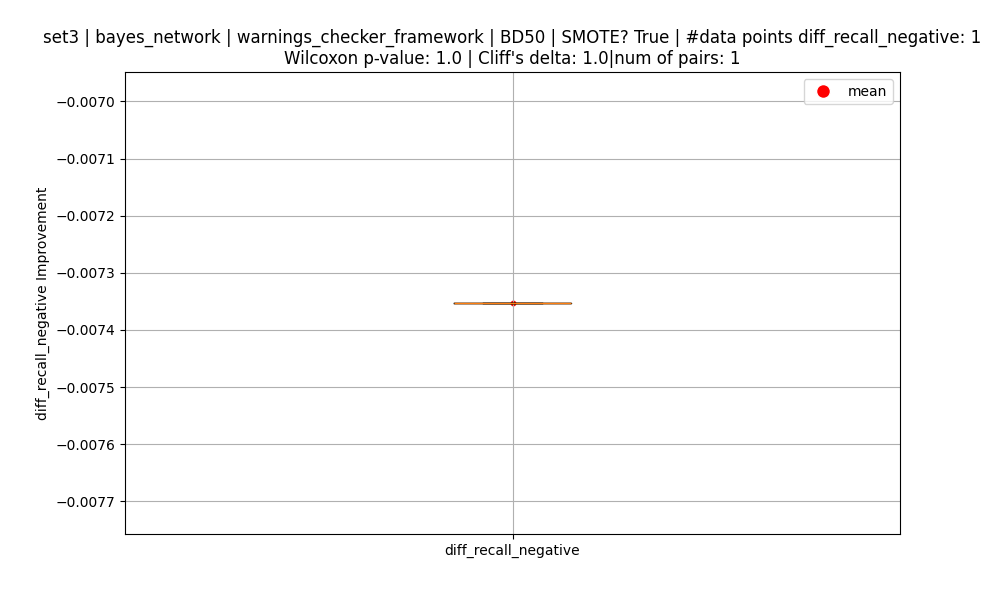 set3 | bayes_network | warnings_checker_framework | BD50 | SMOTE? True | #data points diff_recall_negative: 1
Wilcoxon p-value: 1.0 | Cliff's delta: 1.0|num of pairs: 1
mean
−0.0070
−0.0071
−0.0072
−0.0073
−0.0074
−0.0075
−0.0076
−0.0077
diff_recall_negative Improvement
diff_recall_negative